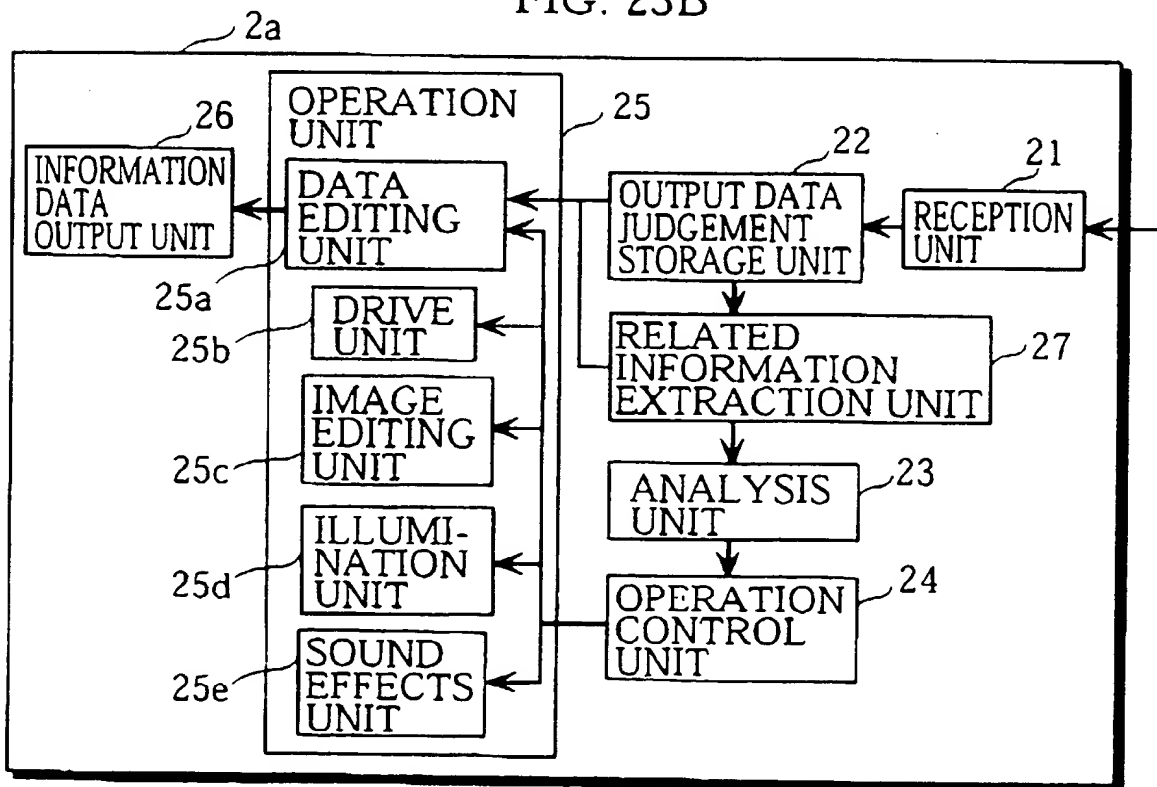 FIG. 23B
2a
OPERATION
UNIT
25
26
INFORMATION
DATA
OUTPUT UNIT
DATA
EDITING
UNIT
25a
22
OUTPUT DATA
JUDGEMENT
STORAGE UNIT
21
RECEPTION
UNIT
DRIVE
UNIT
25b
RELATED
INFORMATION
EXTRACTION UNIT
27
IMAGE
EDITING
UNIT
25c
ANALYSIS
UNIT
23
ILLUMI-
NATION
UNIT
25d
OPERATION
CONTROL
UNIT
24
SOUND
EFFECTS
UNIT
25e